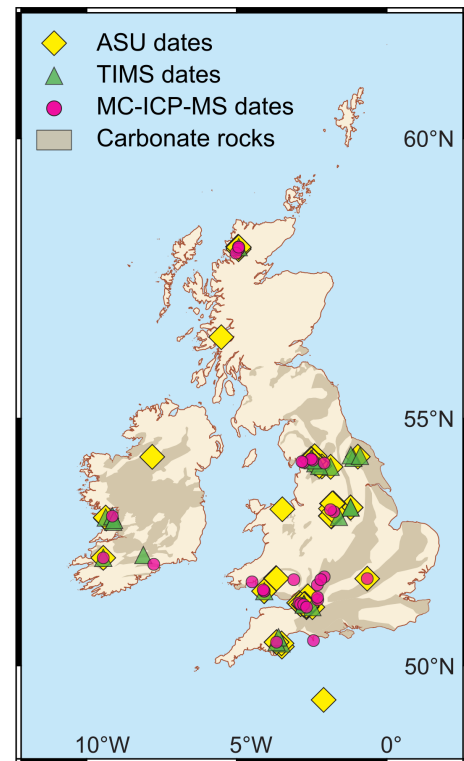 ASU dates
TIMS dates
MC-ICP-MS dates
Carbonate rocks
60°N
55°N
50°N
10°W 5°W 0°